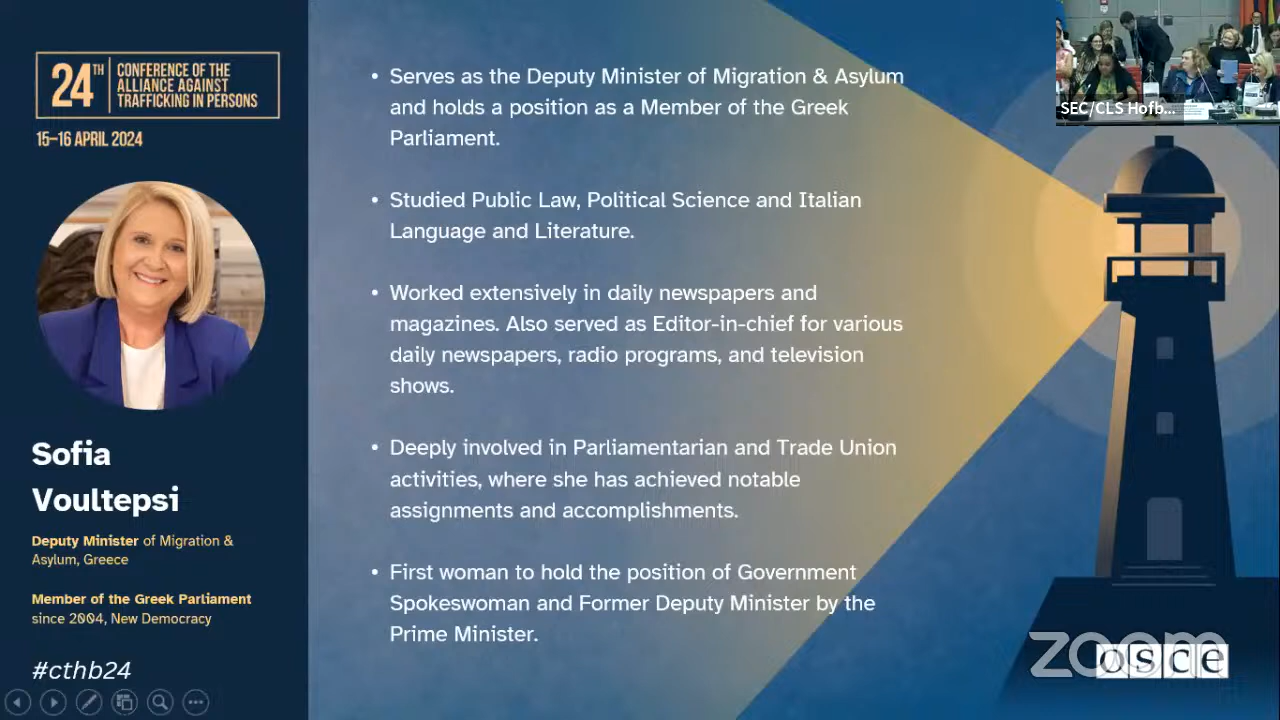 24TH
CONFERENCE OF THE
ALLIANCE AGAINST
TRAFFICKING IN PERSONS
15–16 APRIL 2024
Sofia
Voultepsi
Deputy Minister of Migration &
Asylum, Greece
Member of the Greek Parliament
since 2004, New Democracy
#cthb24
• Serves as the Deputy Minister of Migration & Asylum
and holds a position as a Member of the Greek
Parliament.
• Studied Public Law, Political Science and Italian
Language and Literature.
• Worked extensively in daily newspapers and
magazines. Also served as Editor-in-chief for various
daily newspapers, radio programs, and television
shows.
• Deeply involved in Parliamentarian and Trade Union
activities, where she has achieved notable
assignments and accomplishments.
• First woman to hold the position of Government
Spokeswoman and Former Deputy Minister by the
Prime Minister.
SEC/CLS Hofb...
zoom
osce